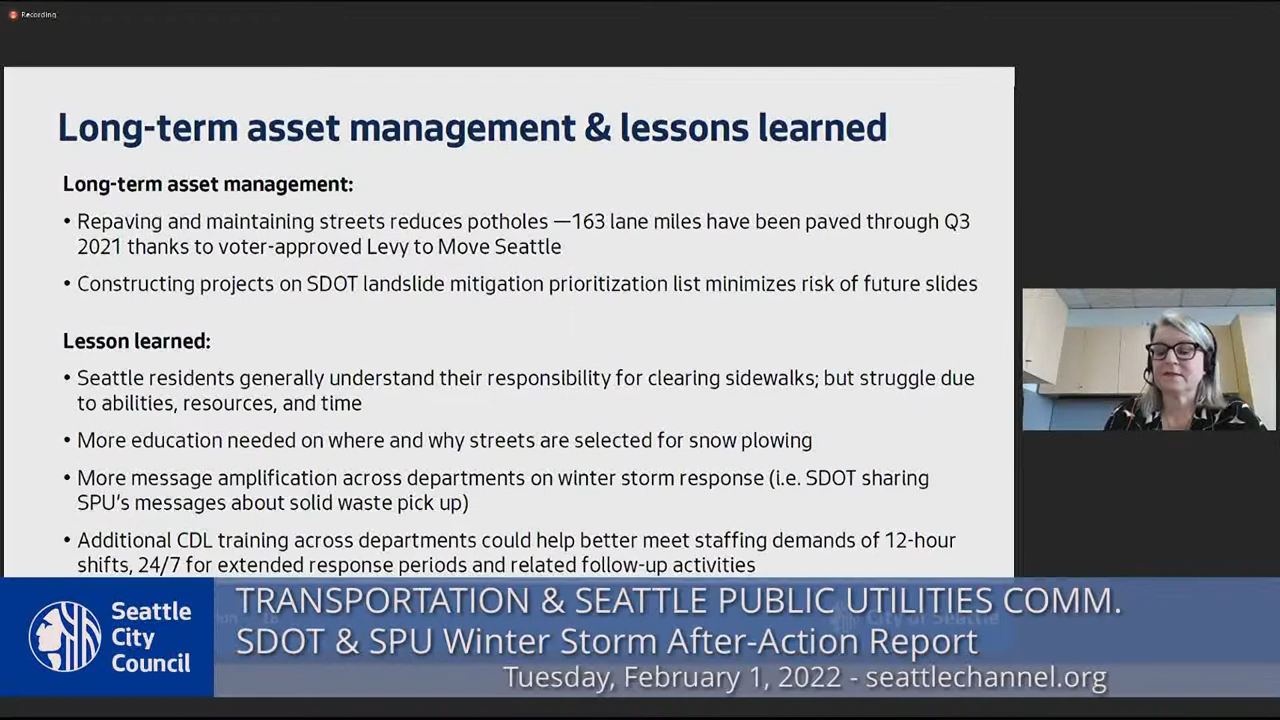 Recording
Long-term asset management & lessons learned
Long-term asset management:
• Repaving and maintaining streets reduces potholes —163 lane miles have been paved through Q3
2021 thanks to voter-approved Levy to Move Seattle
• Constructing projects on SDOT landslide mitigation prioritization list minimizes risk of future slides
Lesson learned:
• Seattle residents generally understand their responsibility for clearing sidewalks; but struggle due
to abilities, resources, and time
• More education needed on where and why streets are selected for snow plowing
• More message amplification across departments on winter storm response (i.e. SDOT sharing
SPU's messages about solid waste pick up)
• Additional CDL training across departments could help better meet staffing demands of 12-hour
shifts, 24/7 for extended response periods and related follow-up activities
Seattle
City
Council
TRANSPORTATION & SEATTLE PUBLIC UTILITIES COMM.
SDOT & SPU Winter Storm After-Action Report
Tuesday, February 1, 2022 - seattlechannel.org